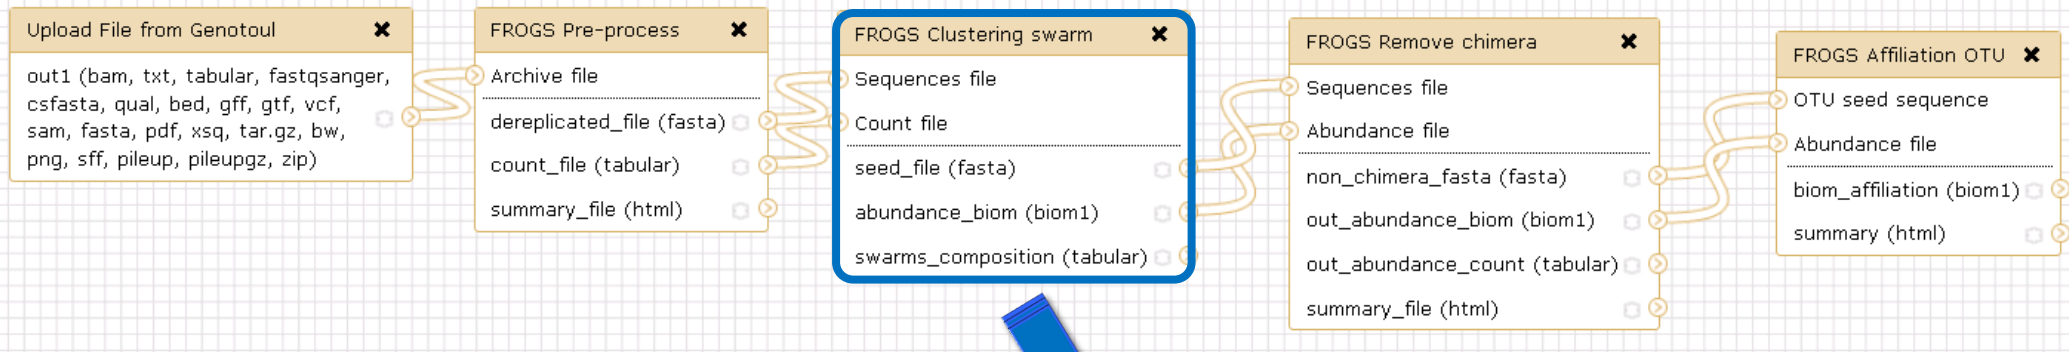 Upload File from Genotoul
out1 (bam, txt, tabular, fastqsanger,
csfasta, qual, bed, gff, gtf, vcf,
sam, fasta, pdf, xsq, tar.gz, bw,
png, sff, pileup, pileupgz, zip)
FROGS Pre-process
Archive file
dereplicated_file (fasta)
count_file (tabular)
summary_file (html)
FROGS Clustering swarm
Sequences file
Count file
seed_file (fasta)
abundance_biom (biom1)
swarms_composition (tabular)
FROGS Remove chimera
Sequences file
Abundance file
non_chimera_fasta (fasta)
out_abundance_biom (biom1)
out_abundance_count (tabular)
summary_file (html)
FROGS Affiliation OTU
OTU seed sequence
Abundance file
biom_affiliation (biom1)
summary (html)